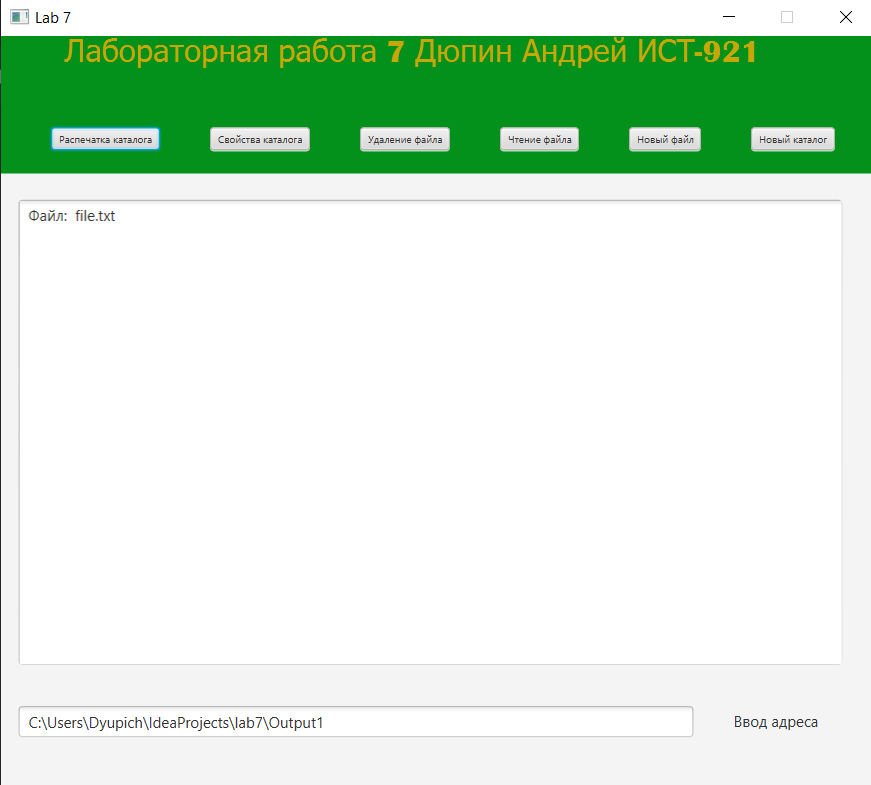 Lab 7
Лабораторная работа 7 Дюпин Андрей ИСТ-921
Распечатка каталога Свойства каталога Удаление файла Чтение файла Новый файл Новый каталог
Файл: file.txt
C:\Users\Dyupich\IdeaProjects\lab7\Output1 Ввод адреса